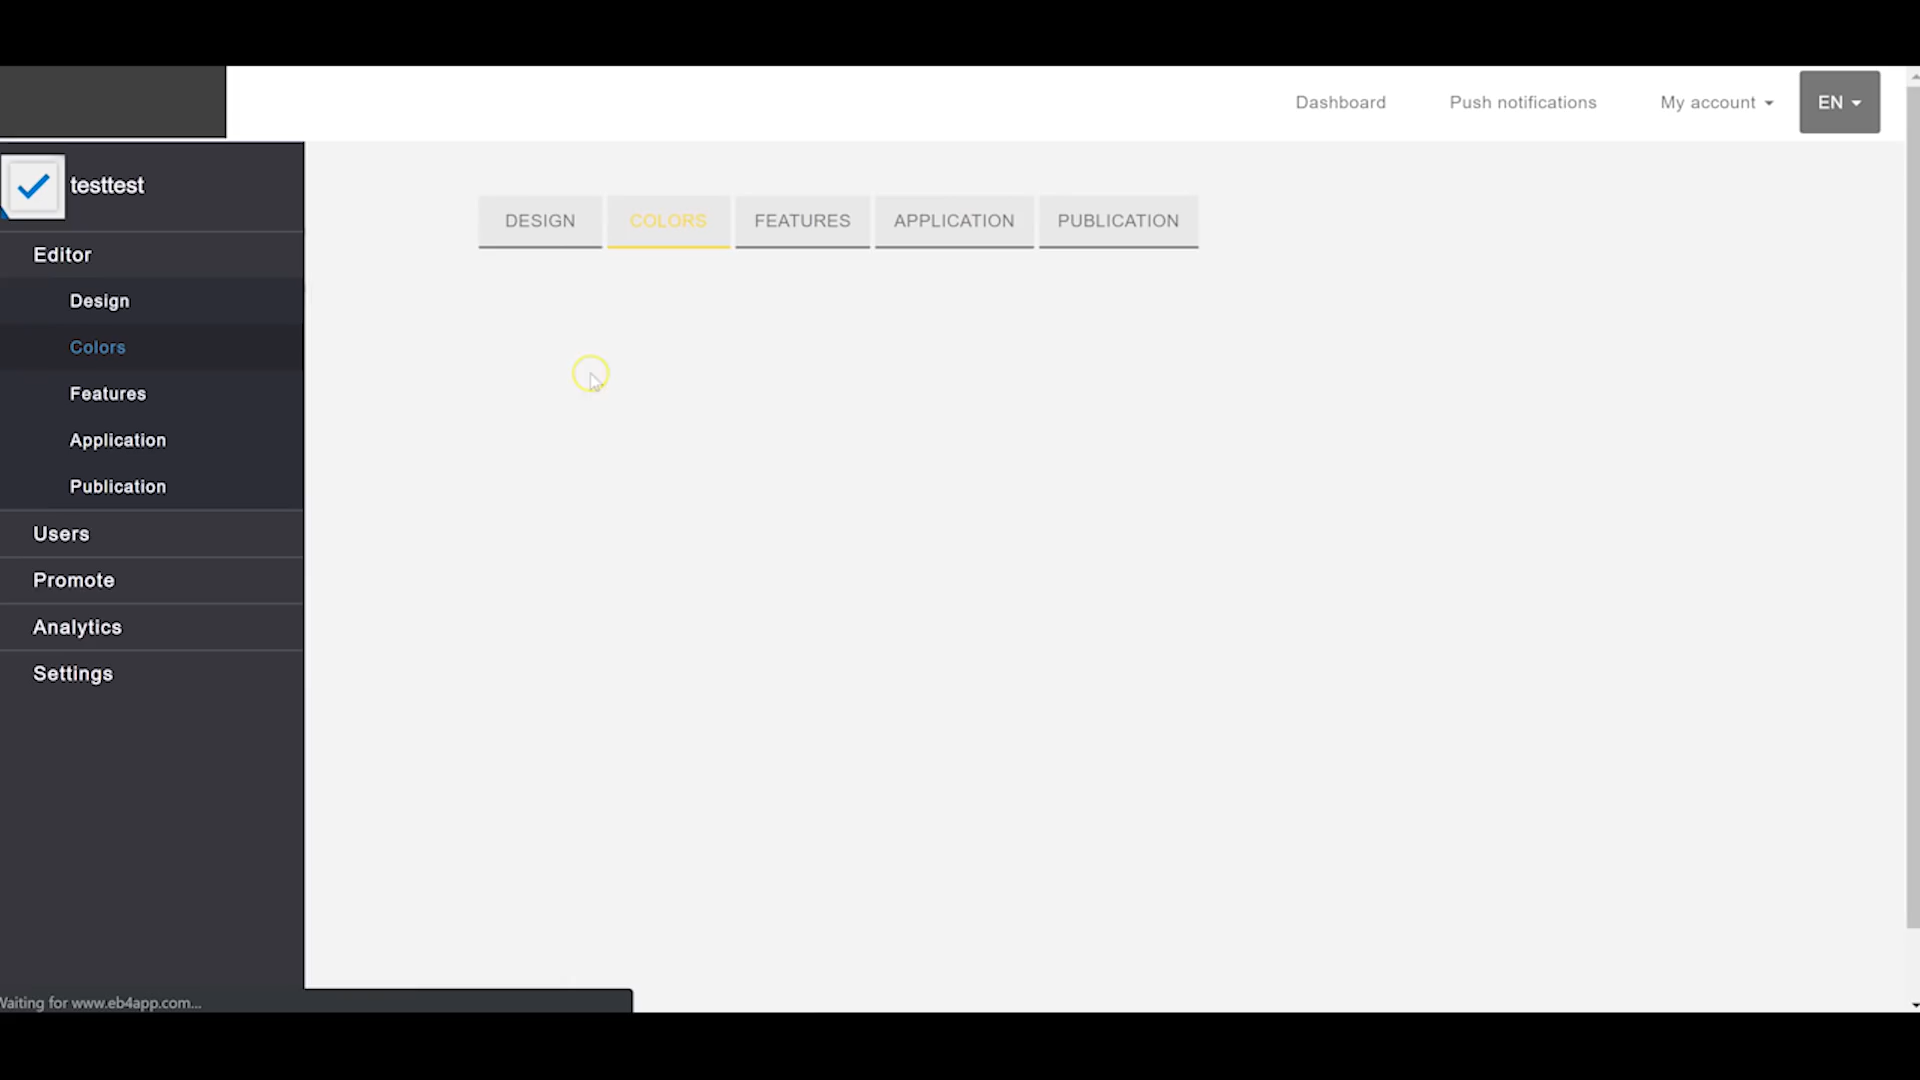 Dashboard
Push notifications
My account
EN
testtest
DESIGN
COLORS
FEATURES
APPLICATION
PUBLICATION
Editor
Design
Colors
Features
Application
Publication
Users
Promote
Analytics
Settings
Waiting for www.eb4app.com...